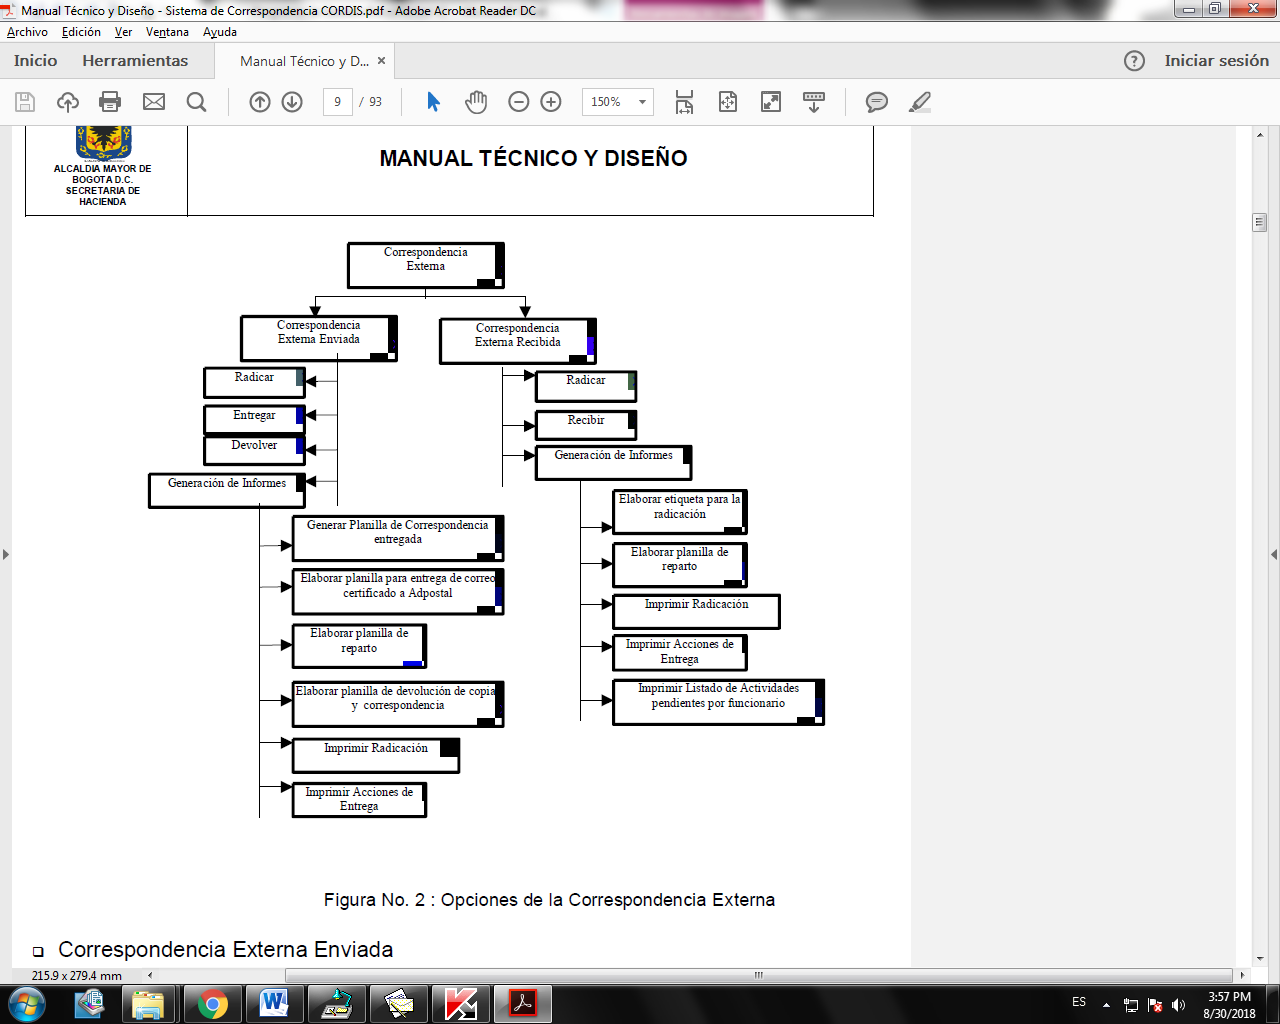 Manual Técnico y Diseño - Sistema de Correspondencia CORDIS.pdf - Adobe Acrobat Reader DC
Archivo Edición Ver Ventana Ayuda
Inicio Herramientas Manual Técnico y D... × ? Iniciar sesión
9 / 93 150%
ALCALDIA MAYOR DE
BOGOTA D.C.
SECRETARIA DE
HACIENDA
MANUAL TÉCNICO Y DISEÑO
Correspondencia
Externa
Correspondencia
Externa Enviada
Correspondencia
Externa Recibida
Radicar
Entregar
Devolver
Generación de Informes
Radicar
Recibir
Generación de Informes
Generar Planilla de Correspondencia
entregada
Elaborar planilla para entrega de correo
certificado a Adpostal
Elaborar planilla de
reparto
Elaborar planilla de devolución de copia
y correspondencia
Imprimir Radicación
Imprimir Acciones de
Entrega
Elaborar etiqueta para la
radicación
Elaborar planilla de
reparto
Imprimir Radicación
Imprimir Acciones de
Entrega
Imprimir Listado de Actividades
pendientes por funcionario
Figura No. 2 : Opciones de la Correspondencia Externa
Correspondencia Externa Enviada
215.9 x 279.4 mm
ES
3:57 PM
8/30/2018